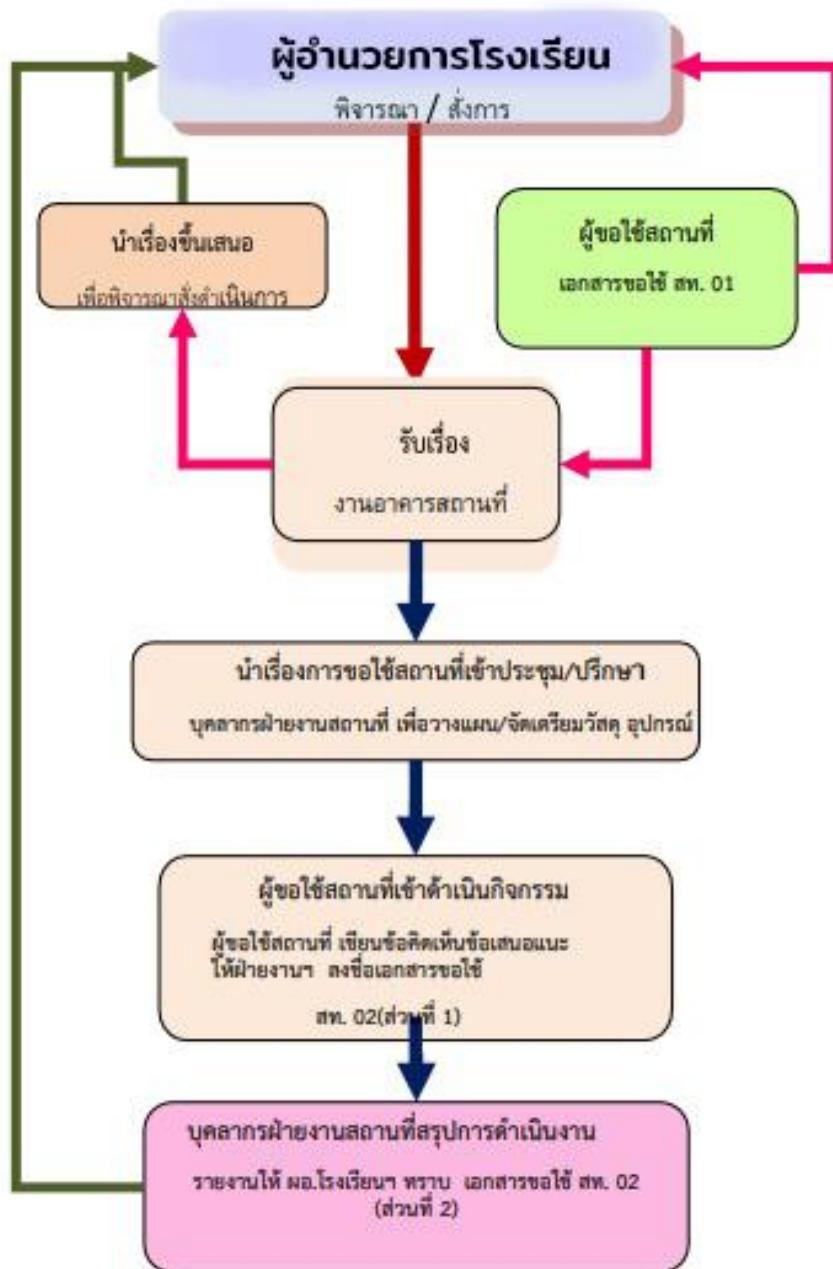 ผู้อำนวยการโรงเรียน
พิจารณา / สั่งการ
นำเรื่องขึ้นเสนอ
เพื่อพิจารณาสั่งดำเนินการ
ผู้ขอใช้สถานที่
เอกสารขอใช้ สท. 01
รับเรื่อง
งานอาคารสถานที่
นำเรื่องการขอใช้สถานที่เข้าประชุม/ปรึกษา
บุคลากรฝ่ายงานสถานที่ เพื่อวางแผน/จัดเตรียมวัสดุ อุปกรณ์
ผู้ขอใช้สถานที่เข้าดำเนินกิจกรรม
ผู้ขอใช้สถานที่ เขียนข้อคิดเห็นข้อเสนอแนะ
ให้ฝ่ายงานฯ ลงชื่อเอกสารขอใช้
สท. 02(ส่วนที่ 1)
บุคลากรฝ่ายงานสถานที่สรุปการดำเนินงาน
รายงานให้ ผอ.โรงเรียนฯ ทราบ เอกสารขอใช้ สท. 02
(ส่วนที่ 2)